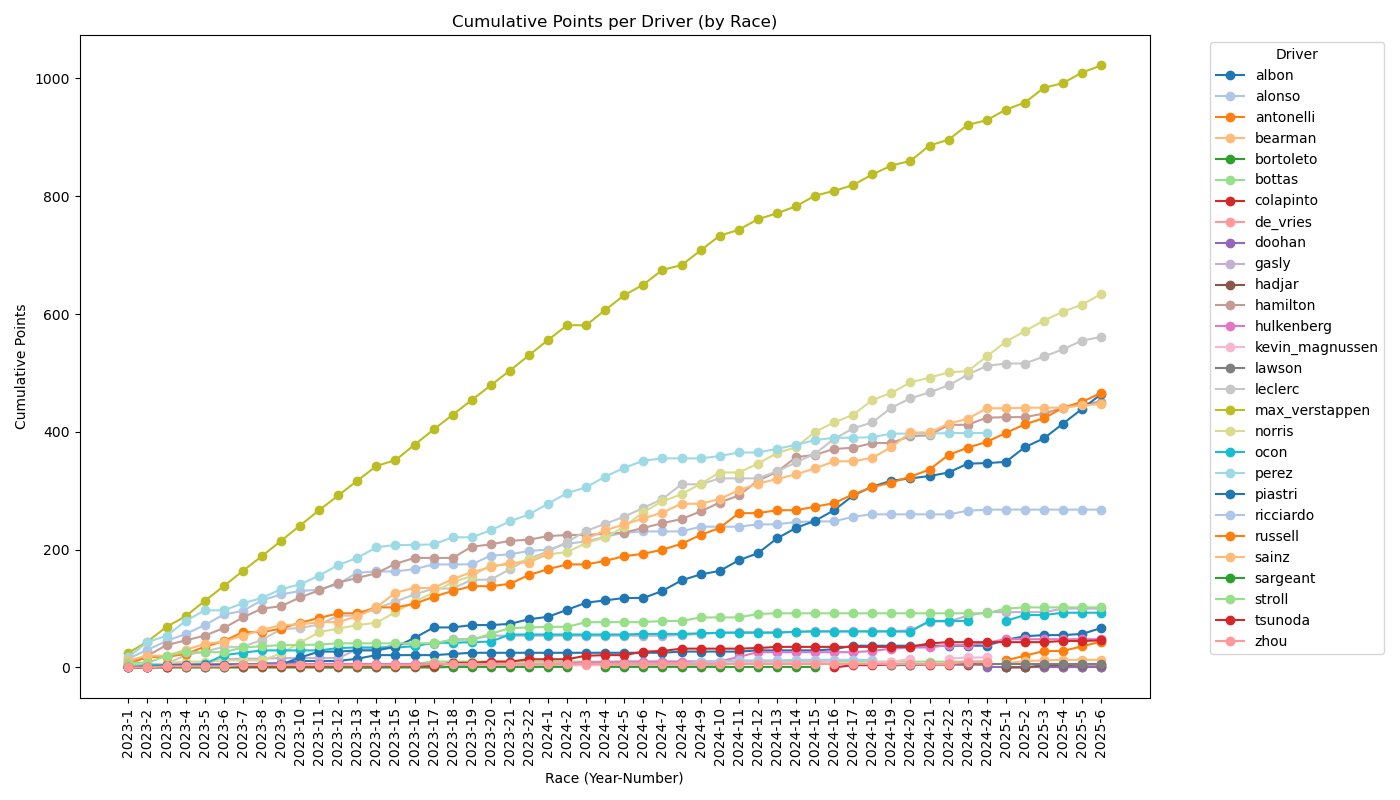 Cumulative Points per Driver (by Race)
Cumulative Points
1000
800
600
400
200
0
2023-1
2023-2
2023-3
2023-4
2023-5
2023-6
2023-7
2023-8
2023-9
2023-10
2023-11
2023-12
2023-13
2023-14
2023-15
2023-16
2023-17
2023-18
2023-19
2023-20
2023-21
2023-22
2024-1
2024-2
2024-3
2024-4
2024-5
2024-6
2024-7
2024-8
2024-9
2024-10
2024-11
2024-12
2024-13
2024-14
2024-15
2024-16
2024-17
2024-18
2024-19
2024-20
2024-21
2024-22
2024-23
2024-24
2025-1
2025-2
2025-3
2025-4
2025-5
2025-6
Race (Year-Number)
Driver
albon
alonso
antonelli
bearman
bortoleto
bottas
colapinto
de_vries
doohan
gasly
hadjar
hamilton
hulkenberg
kevin_magnussen
lawson
leclerc
max_verstappen
norris
ocon
perez
piastri
ricciardo
russell
sainz
sargeant
stroll
tsunoda
zhou